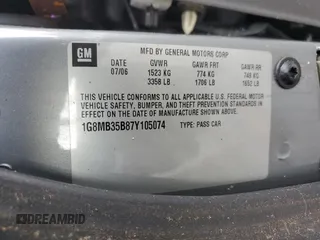 GM
MFD BY GENERAL MOTORS CORP
DATE GVWR GAWR FRT GAWR RR
07/06 1523 KG 774 KG 749 KG
3358 LB 1706 LB 1652 LB
THIS VEHICLE CONFORMS TO ALL APPLICABLE U.S. FEDERAL MOTOR
VEHICLE SAFETY, BUMPER, AND THEFT PREVENTION STANDARDS IN
EFFECT ON THE DATE OF MANUFACTURE SHOWN ABOVE.
1G8MB35B87Y105074 TYPE: PASS CAR
© DREAMBID